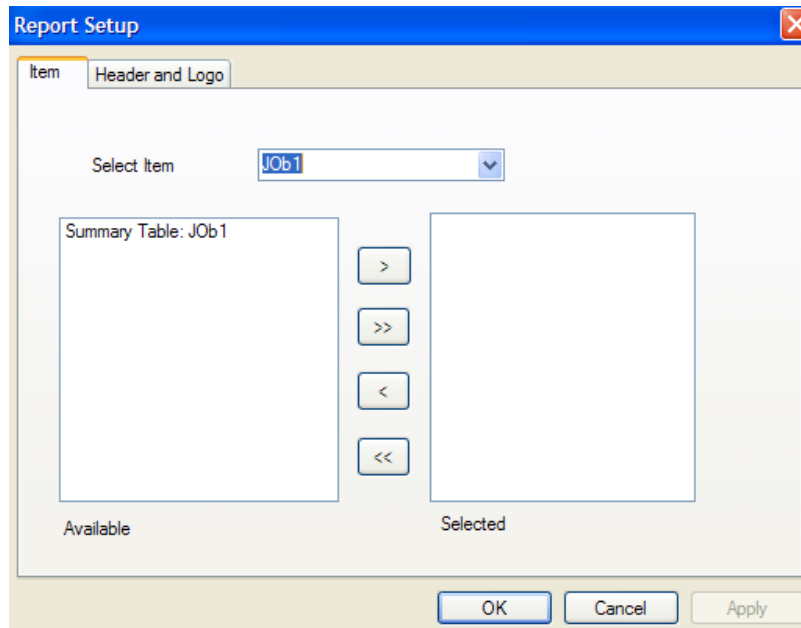 Report Setup
Item
Header and Logo
Select Item
JOb1
Summary Table: JOb1
>
>>
<
<<
Available
Selected
OK
Cancel
Apply